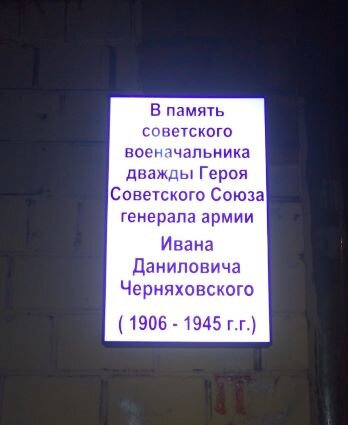 В память
советского
военачальника
дважды Героя
Советского Союза
генерала армии
Ивана
Даниловича
Черняховского
( 1906 - 1945 г.г.)